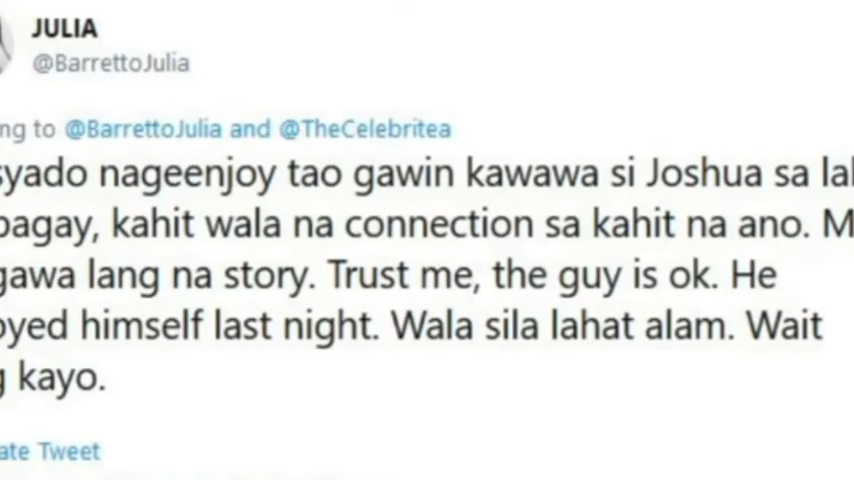 JULIA
@BarrettoJulia
ng to @BarrettoJulia and @TheCelebritea
syado nageenjoy tao gawin kawawa si Joshua sa lah
bagay, kahit wala na connection sa kahit na ano. M
gawa lang na story. Trust me, the guy is ok. He
oyed himself last night. Wala sila lahat alam. Wait
g kayo.
ate Tweet